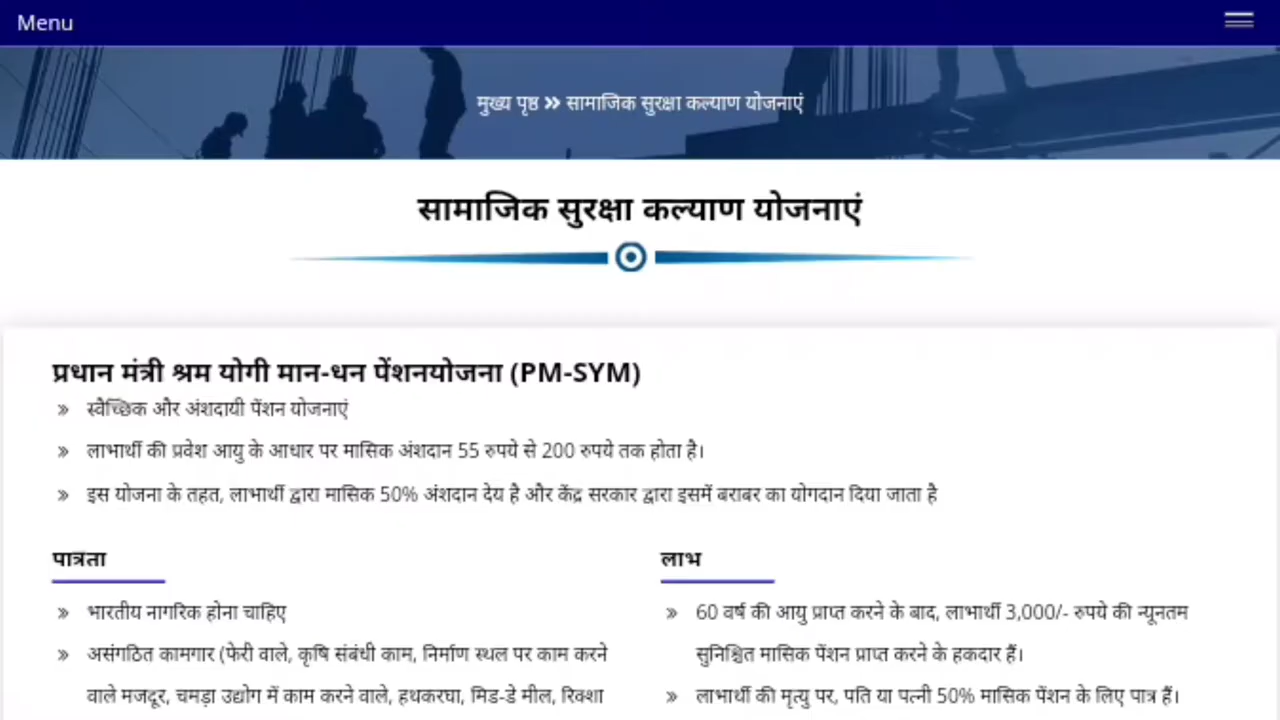 Menu
मुख्य पृष्ठ » सामाजिक सुरक्षा कल्याण योजनाएं
सामाजिक सुरक्षा कल्याण योजनाएं
प्रधान मंत्री श्रम योगी मान-धन पेंशनयोजना (PM-SYM)
» स्वैच्छिक और अंशदायी पेंशन योजनाएं
» लाभार्थी की प्रवेश आयु के आधार पर मासिक अंशदान 55 रुपये से 200 रुपये तक होता है।
» इस योजना के तहत, लाभार्थी द्वारा मासिक 50% अंशदान देय है और केंद्र सरकार द्वारा इसमें बराबर का योगदान दिया जाता है
पात्रता
» भारतीय नागरिक होना चाहिए
» असंगठित कामगार (फेरी वाले, कृषि संबंधी काम, निर्माण स्थल पर काम करने
वाले मजदूर, चमड़ा उद्योग में काम करने वाले, हथकरघा, मिड-डे मील, रिक्शा
लाभ
» 60 वर्ष की आयु प्राप्त करने के बाद, लाभार्थी 3,000/- रुपये की न्यूनतम
सुनिश्चित मासिक पेंशन प्राप्त करने के हकदार हैं।
» लाभार्थी की मृत्यु पर, पति या पत्नी 50% मासिक पेंशन के लिए पात्र हैं।